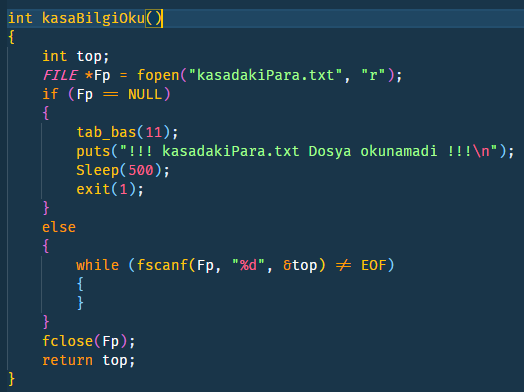 int kasaBilgiOku()
{
    int top;
    FILE *Fp = fopen("kasadakiPara.txt", "r");
    if (Fp == NULL)
    {
        tab_bas(11);
        puts("!!! kasadakiPara.txt Dosya okunamadi !!!\n");
        Sleep(500);
        exit(1);
    }
    else
    {
        while (fscanf(Fp, "%d", &top) ≠ EOF)
        {
        }
    }
    fclose(Fp);
    return top;
}